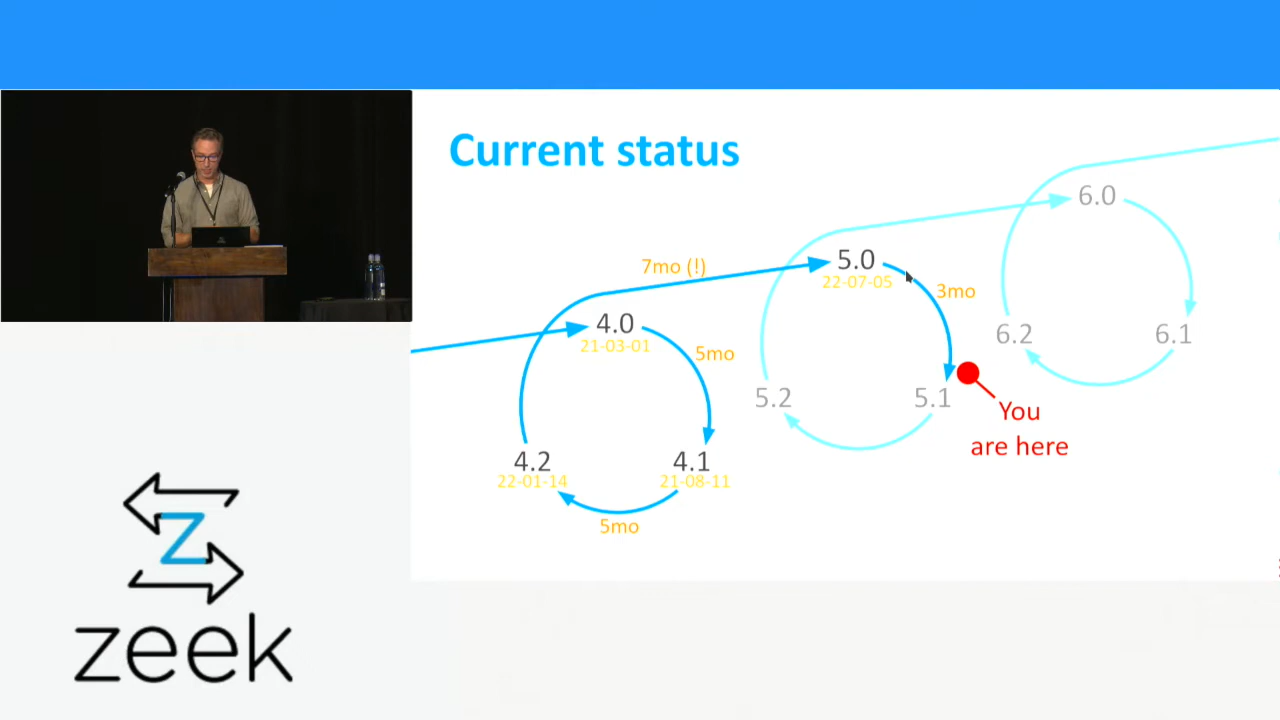 Current status
6.0
7mo (!)
5.0
22-07-05
3mo
4.0
21-03-01
5mo
6.2
6.1
5.2
5.1
You
are here
4.2
22-01-14
4.1
21-08-11
5mo
z
zeek